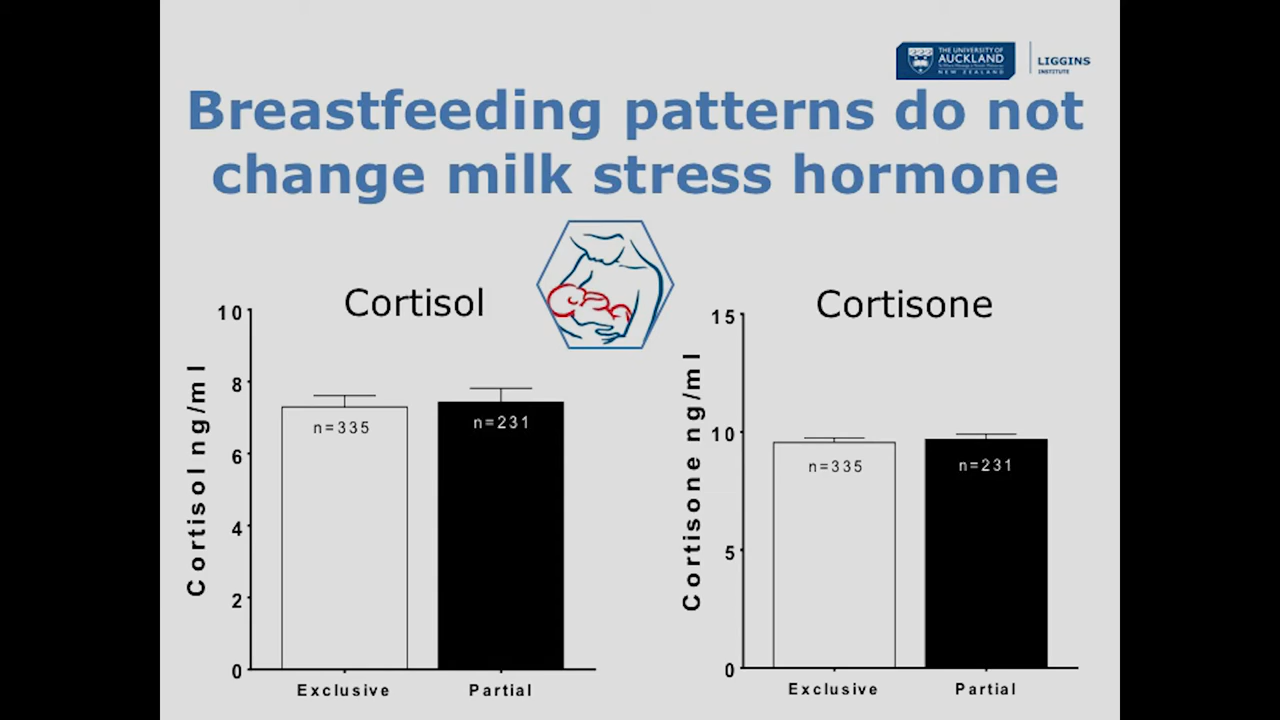 THE UNIVERSITY OF
AUCKLAND
NEW ZEALAND
LIGGINS
INSTITUTE
Breastfeeding patterns do not
change milk stress hormone
Cortisol
10
8
6
4
2
0
Cortisol ng/ml
n=335
n=231
Exclusive
Partial
Cortisone
15
10
5
0
Cortisone ng/ml
n=335
n=231
Exclusive
Partial